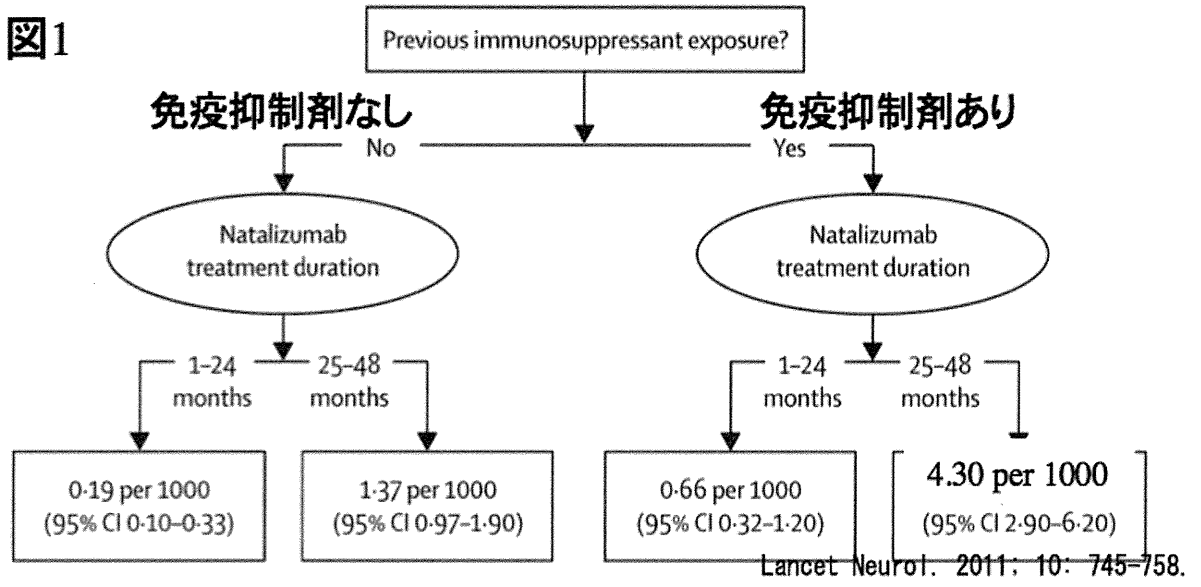 図1
Previous immunosuppressant exposure?
免疫抑制剤なし
免疫抑制剤あり
No
Yes
Natalizumab
treatment duration
Natalizumab
treatment duration
1–24
months
25–48
months
1–24
months
25–48
months
0·19 per 1000
(95% CI 0·10–0·33)
1·37 per 1000
(95% CI 0·97–1·90)
0·66 per 1000
(95% CI 0·32–1·20)
4.30 per 1000
(95% CI 2·90–6·20)
Lancet Neurol. 2011; 10: 745-758.